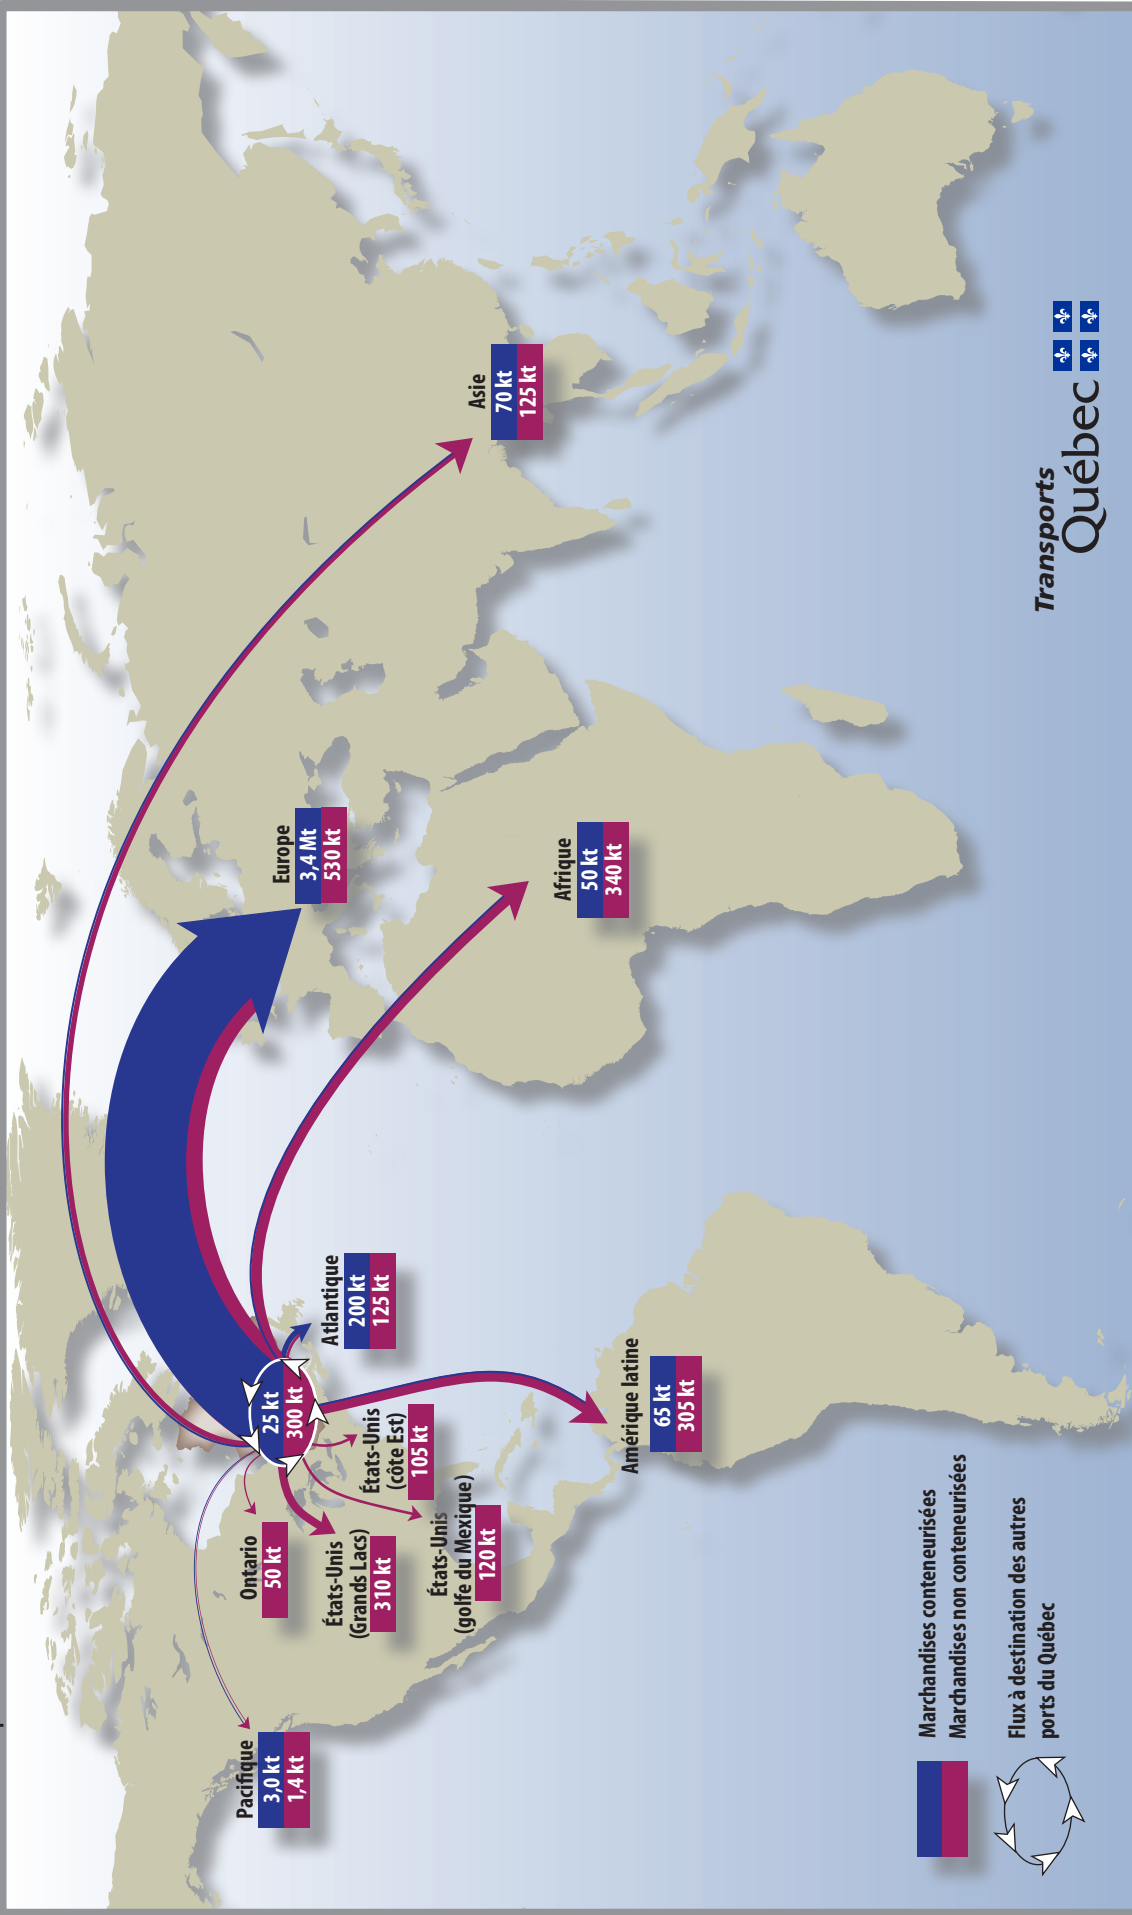 Pacifique
3,0 kt
1,4 kt
Ontario
50 kt
États-Unis
(Grands Lacs)
310 kt
États-Unis
(golfe du Mexique)
120 kt
États-Unis
(côte Est)
105 kt
25 kt
300 kt
Atlantique
200 kt
125 kt
Amérique latine
65 kt
305 kt
Europe
3,4 Mt
530 kt
Afrique
50 kt
340 kt
Asie
70 kt
125 kt
Marchandises conteneurisées
Marchandises non conteneurisées
Flux à destination des autres
ports du Québec
Transports
Québec